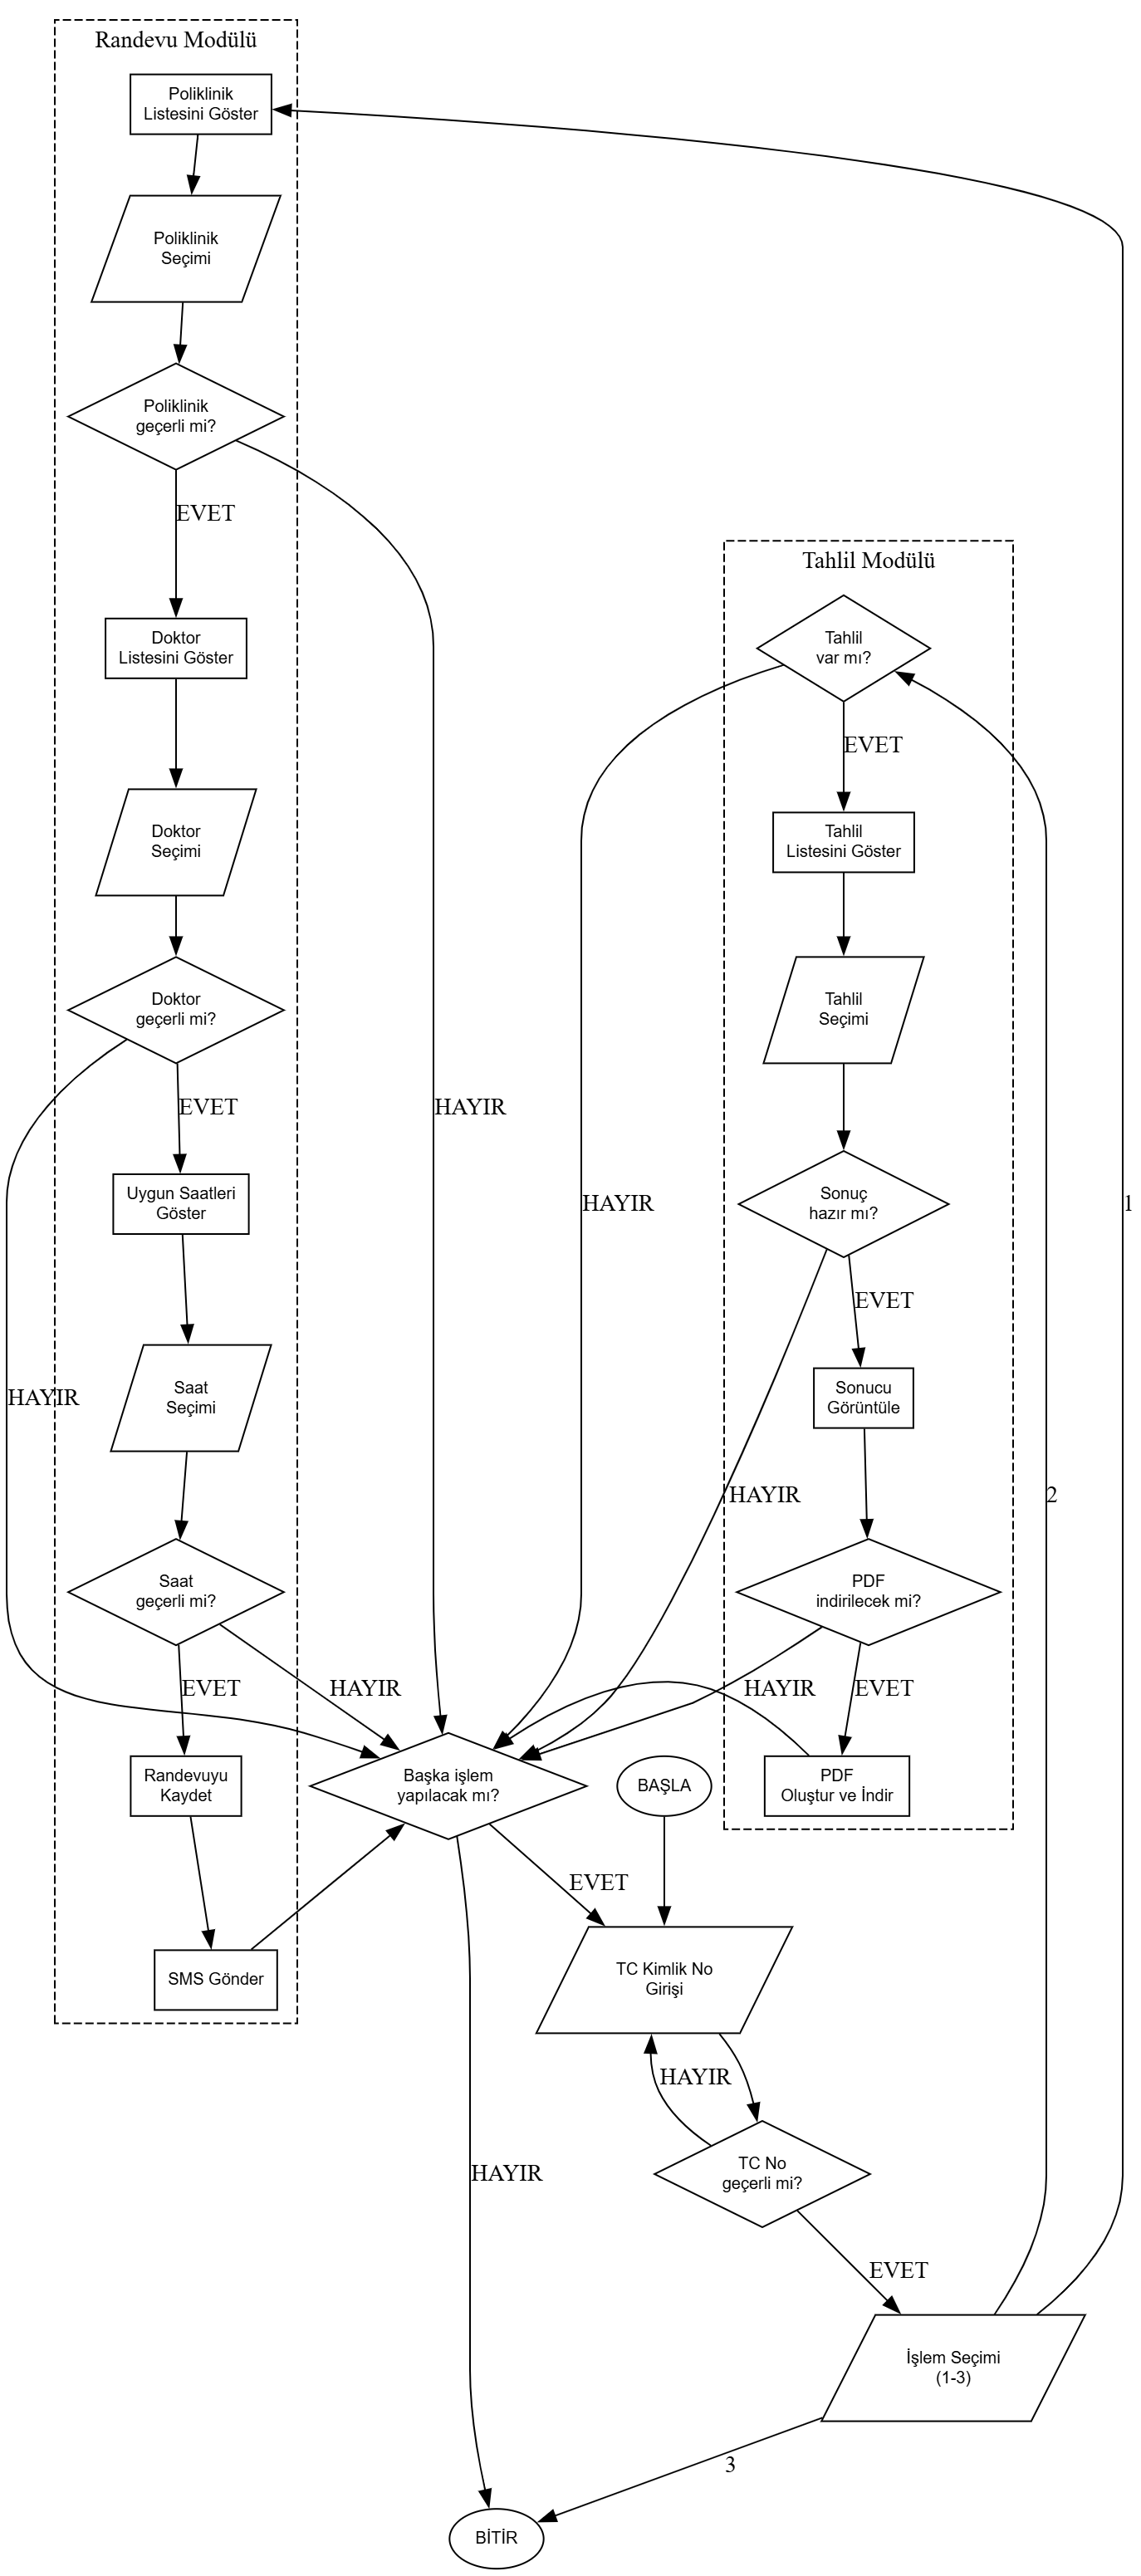 Randevu Modülü
Poliklinik
Listesini Göster
Poliklinik
Seçimi
Poliklinik
geçerli mi?
EVET
Doktor
Listesini Göster
Doktor
Seçimi
Doktor
geçerli mi?
EVET
HAYIR
Uygun Saatleri
Göster
HAYIR
Saat
Seçimi
Saat
geçerli mi?
EVET
HAYIR
Randevuyu
Kaydet
SMS Gönder
Tahlil Modülü
Tahlil
var mı?
EVET
Tahlil
Listesini Göster
Tahlil
Seçimi
Sonuç
hazır mı?
HAYIR
1
EVET
Sonucu
Görüntüle
HAYIR
2
PDF
indirilecek mi?
HAYIR
EVET
PDF
Oluştur ve İndir
Başka işlem
yapılacak mı?
BAŞLA
EVET
TC Kimlik No
Girişi
HAYIR
TC No
geçerli mi?
HAYIR
EVET
İşlem Seçimi
(1-3)
3
BİTİR